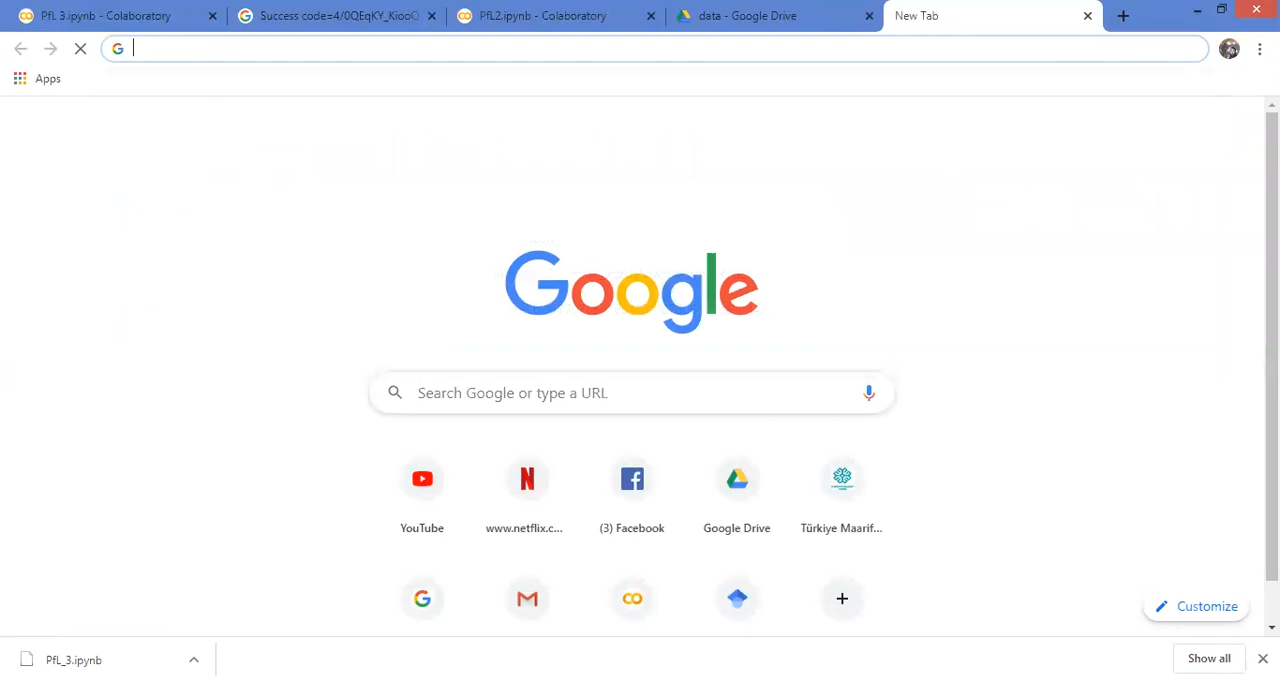 PfL 3.ipynb - Colaboratory
Success code=4/0QEqKY_KiooQ
PfL2.ipynb - Colaboratory
data - Google Drive
New Tab
Apps
Google
Search Google or type a URL
YouTube
www.netflix.c...
(3) Facebook
Google Drive
Türkiye Maarif...
Customize
PfL_3.ipynb
Show all